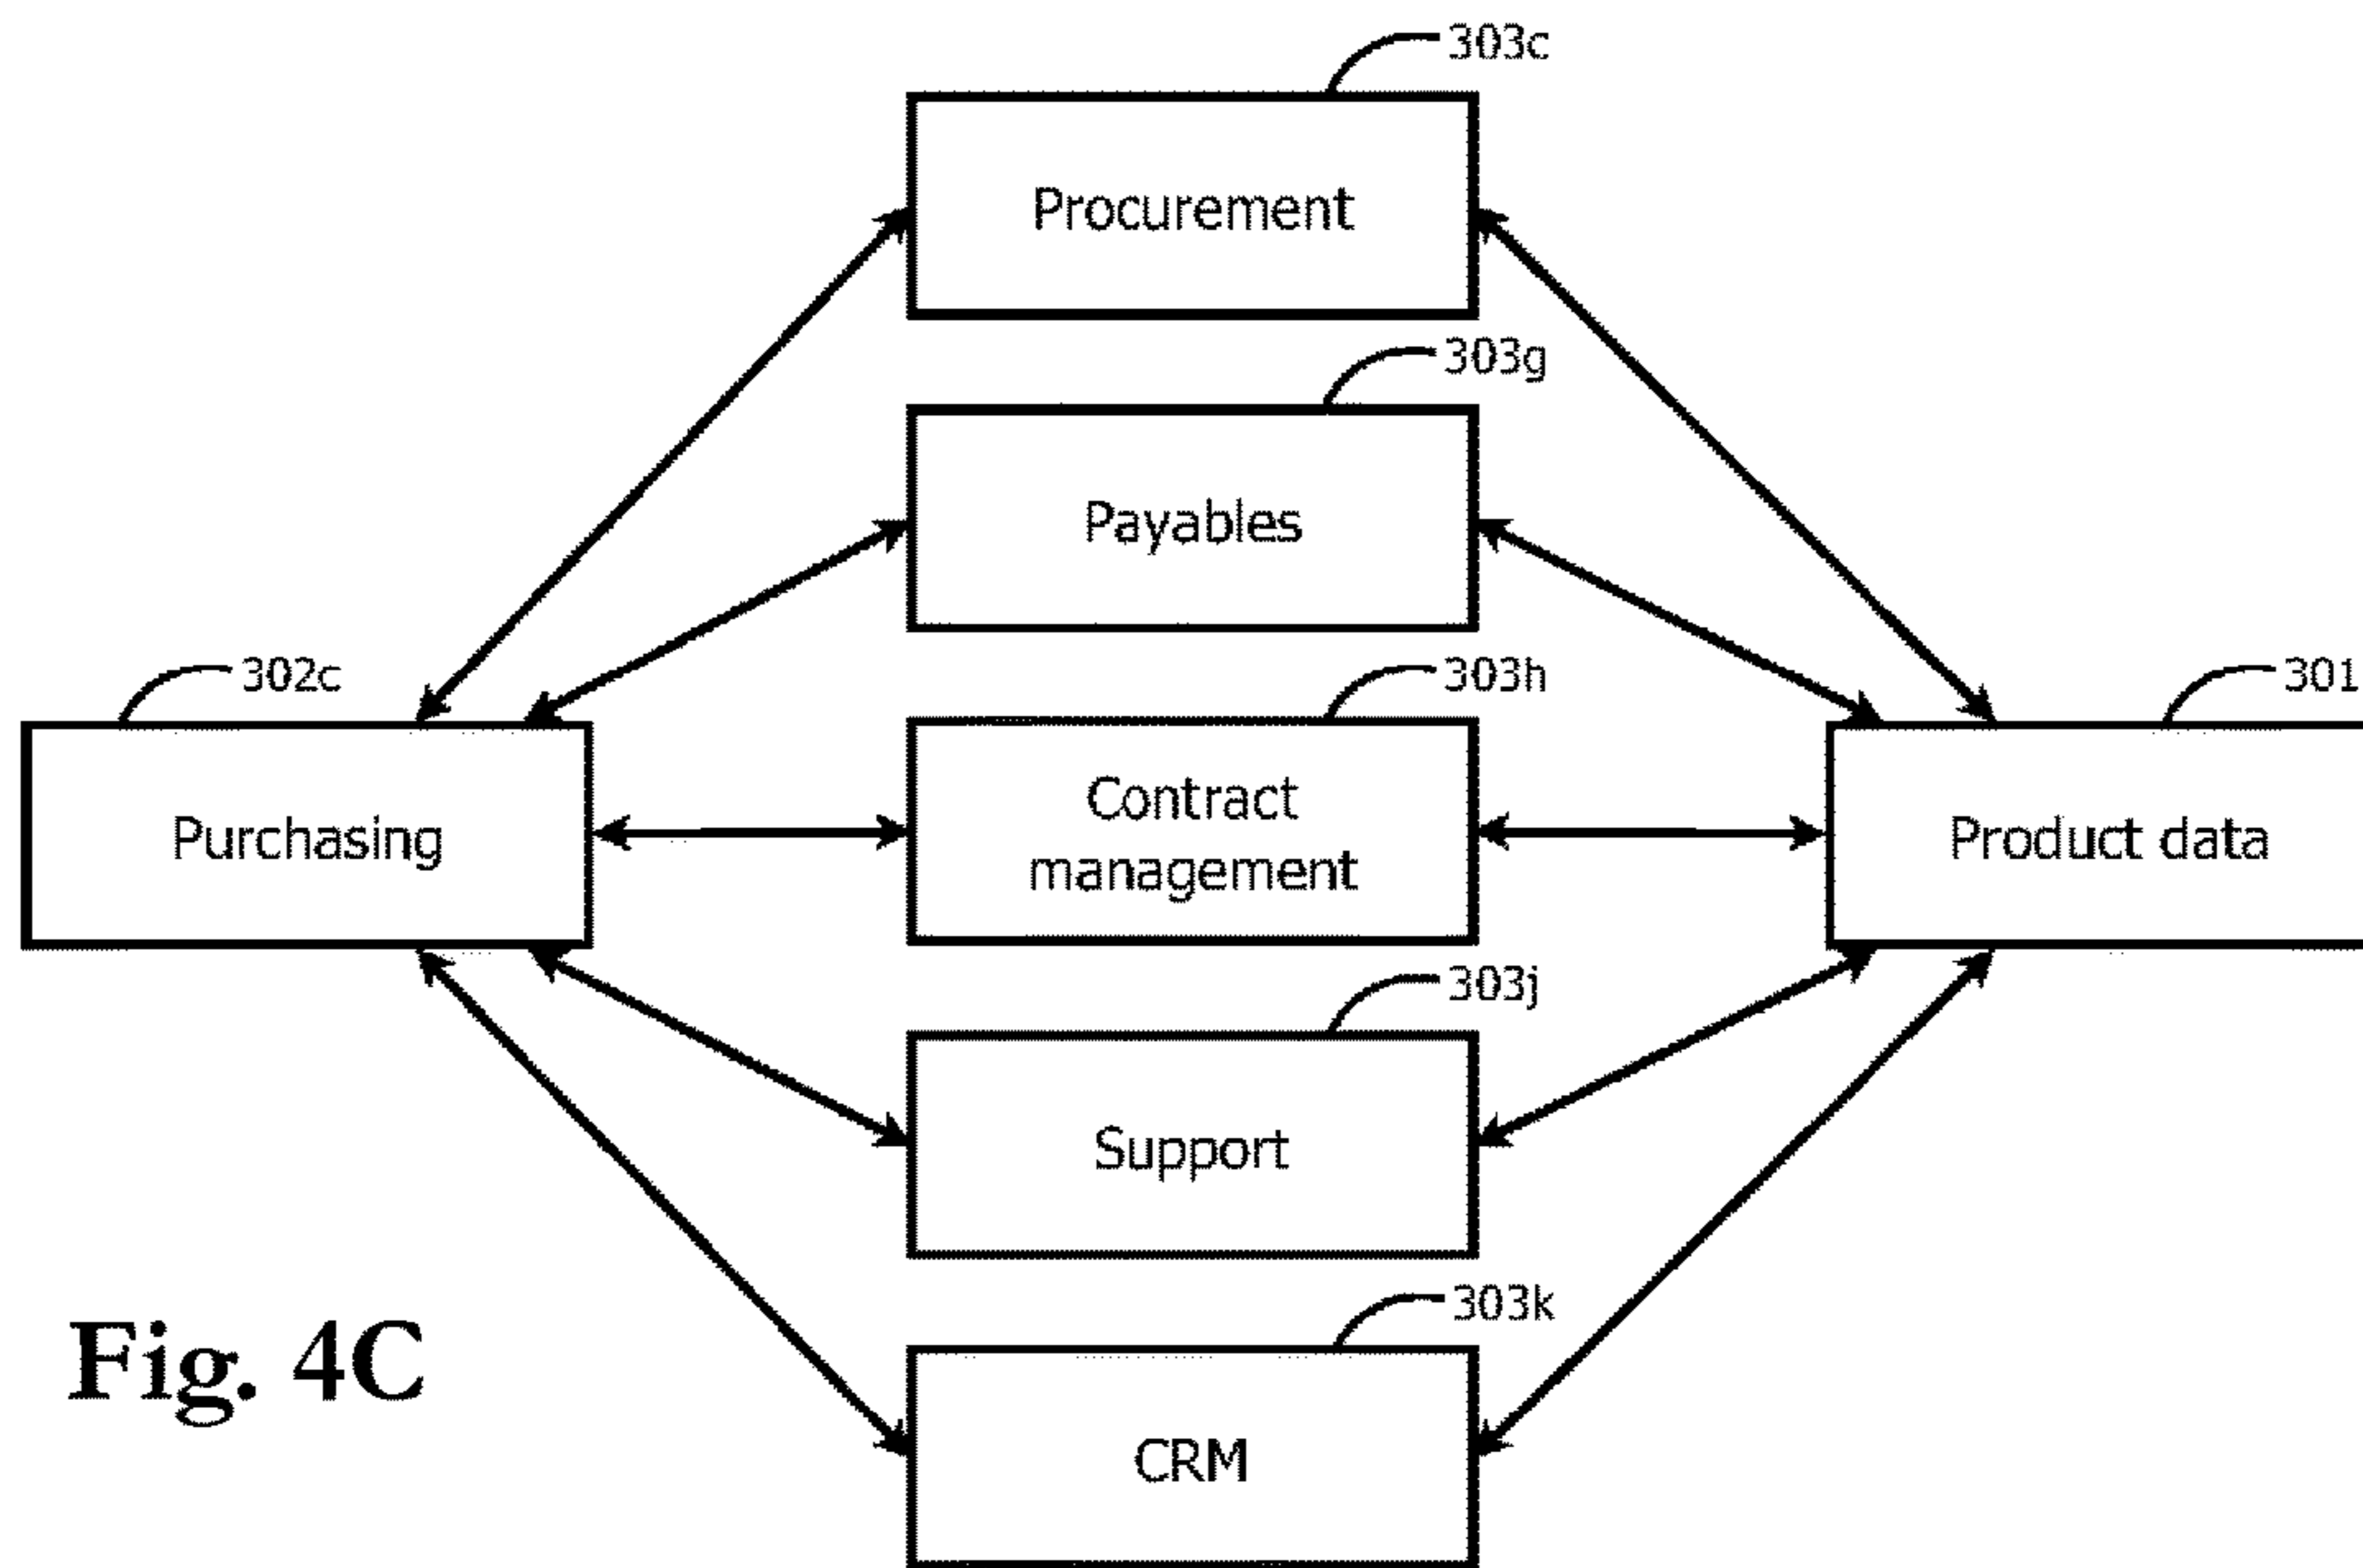 303c
Procurement
303g
Payables
302c
303h
301
Purchasing
Contract
management
Product data
303j
Support
303k
Fig. 4C
CRM